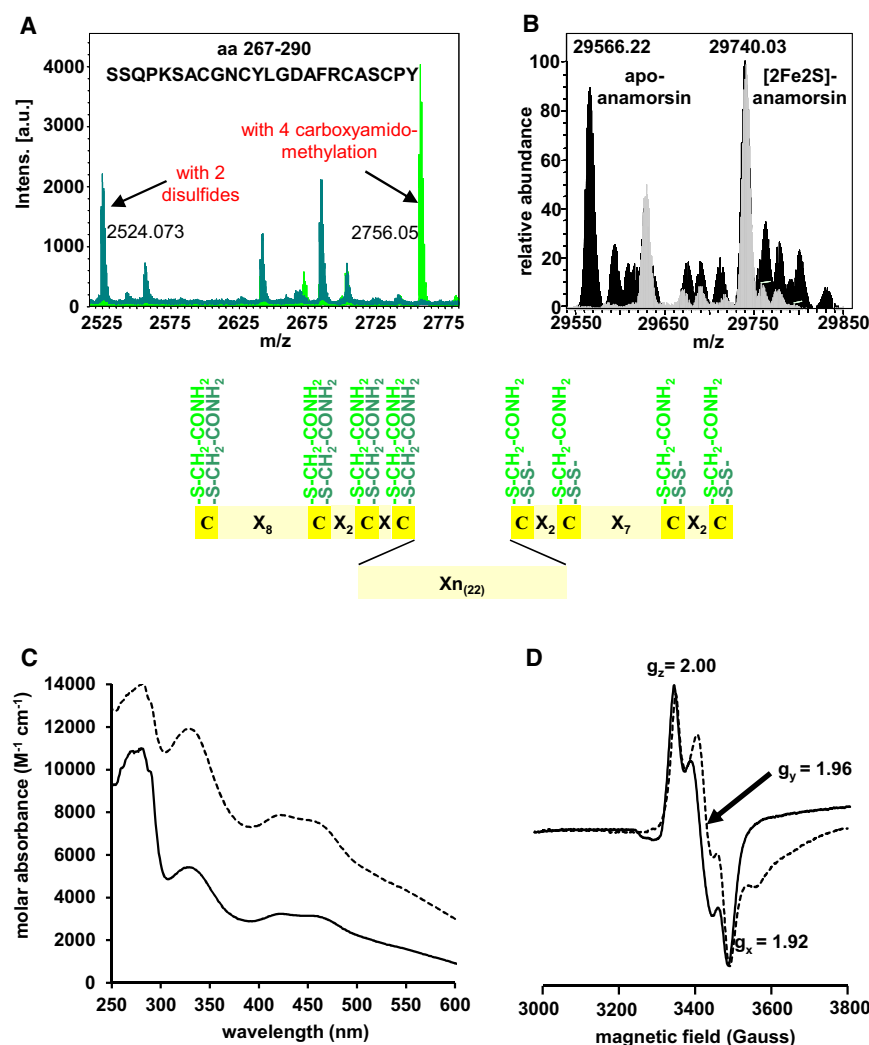 A
aa 267-290
SSQPKSACGNCYLGDAFRCASCPY
with 4 carboxyamido-
methylation
with 2
disulfides
2524.073
2756.05
Intens. [a.u.]
4000
3000
2000
1000
0
2525 2575 2625 2675 2725 2775
m/z
B
29566.22 29740.03
apo-
anamorsin
[2Fe2S]-
anamorsin
relative abundance
100
80
60
40
20
0
29550 29650 29750 29850
m/z
-S-CH2-CONH2
-S-CH2-CONH2
-S-CH2-CONH2
-S-CH2-CONH2
-S-CH2-CONH2
-S-CH2-CONH2
-S-CH2-CONH2
-S-CH2-CONH2
-S-CH2-CONH2
-S-S-
-S-CH2-CONH2
-S-S-
-S-CH2-CONH2
-S-S-
-S-CH2-CONH2
-S-S-
C X8 C X2 C X C C X2 C X7 C X2 C
Xn(22)
C
molar absorbance (M-1 cm-1)
14000
12000
10000
8000
6000
4000
2000
0
250 300 350 400 450 500 550 600
wavelength (nm)
D
gz = 2.00
gy = 1.96
gx = 1.92
3000 3200 3400 3600 3800
magnetic field (Gauss)